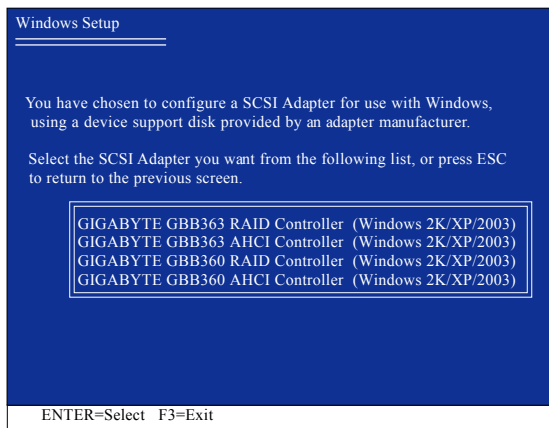 Windows Setup
You have chosen to configure a SCSI Adapter for use with Windows,
using a device support disk provided by an adapter manufacturer.
Select the SCSI Adapter you want from the following list, or press ESC
to return to the previous screen.
GIGABYTE GBB363 RAID Controller (Windows 2K/XP/2003)
GIGABYTE GBB363 AHCI Controller (Windows 2K/XP/2003)
GIGABYTE GBB360 RAID Controller (Windows 2K/XP/2003)
GIGABYTE GBB360 AHCI Controller (Windows 2K/XP/2003)
ENTER=Select F3=Exit